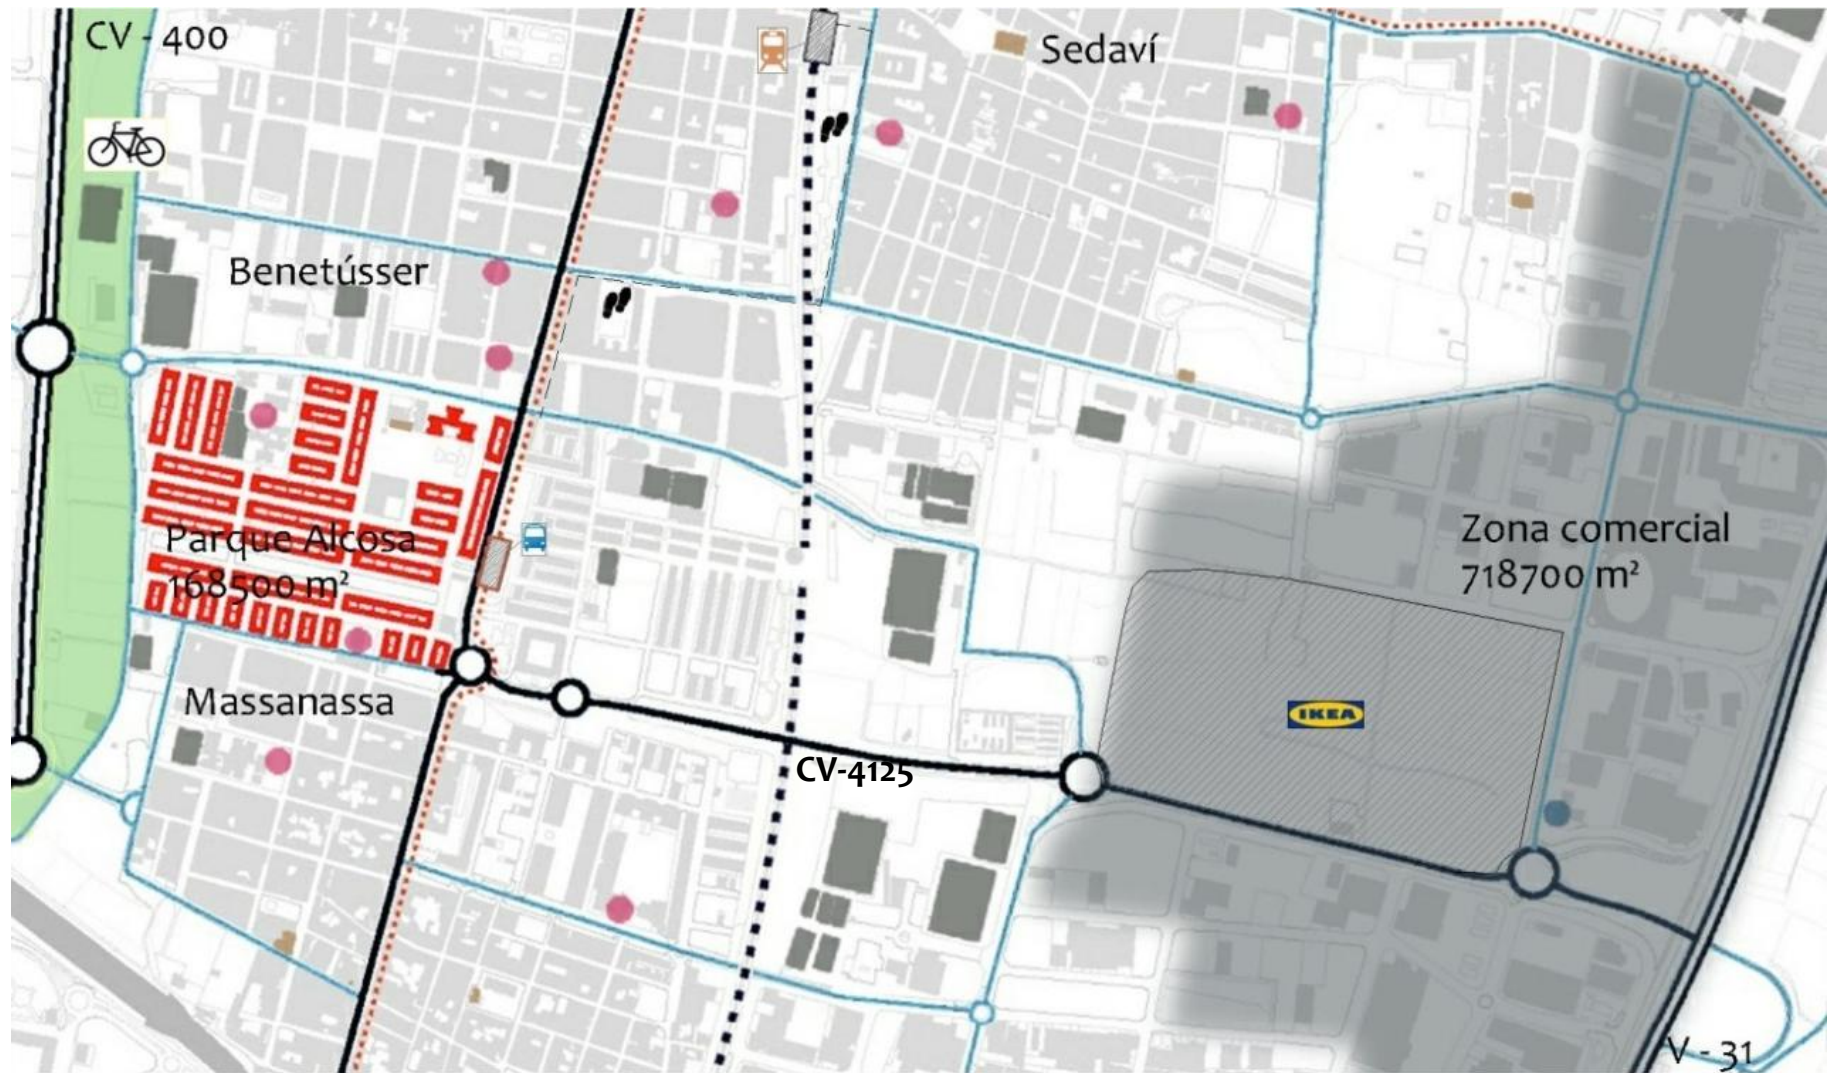 CV - 400
Sedaví
Benetússer
Parque Alcosa
168500 m²
Zona comercial
718700 m²
Massanassa
IKEA
CV-4125
V - 31